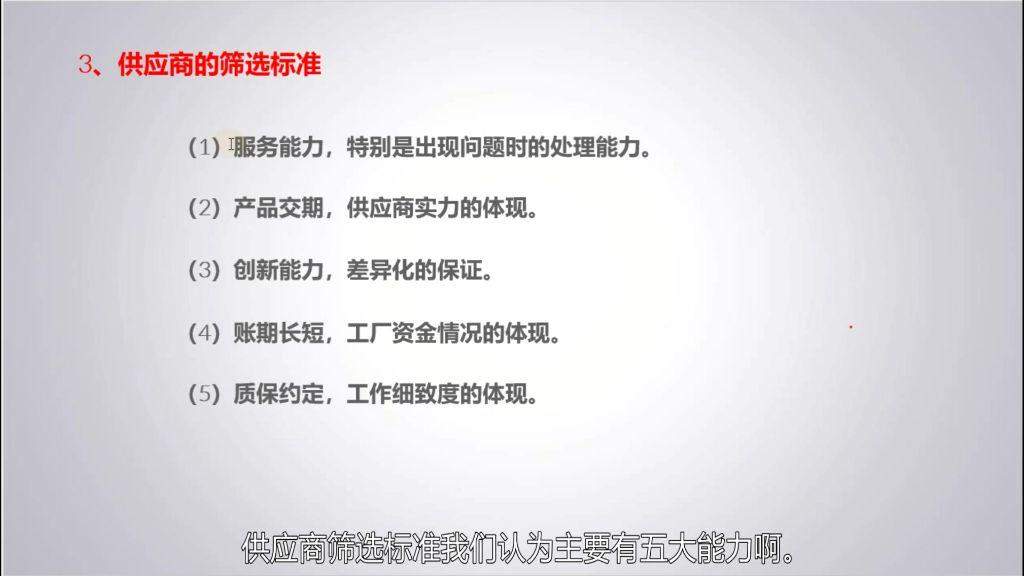 3、供应商的筛选标准
（1）服务能力，特别是出现问题时的处理能力。
（2）产品交期，供应商实力的体现。
（3）创新能力，差异化的保证。
（4）账期长短，工厂资金情况的体现。
（5）质保约定，工作细致度的体现。
供应商筛选标准我们认为主要有五大能力啊。